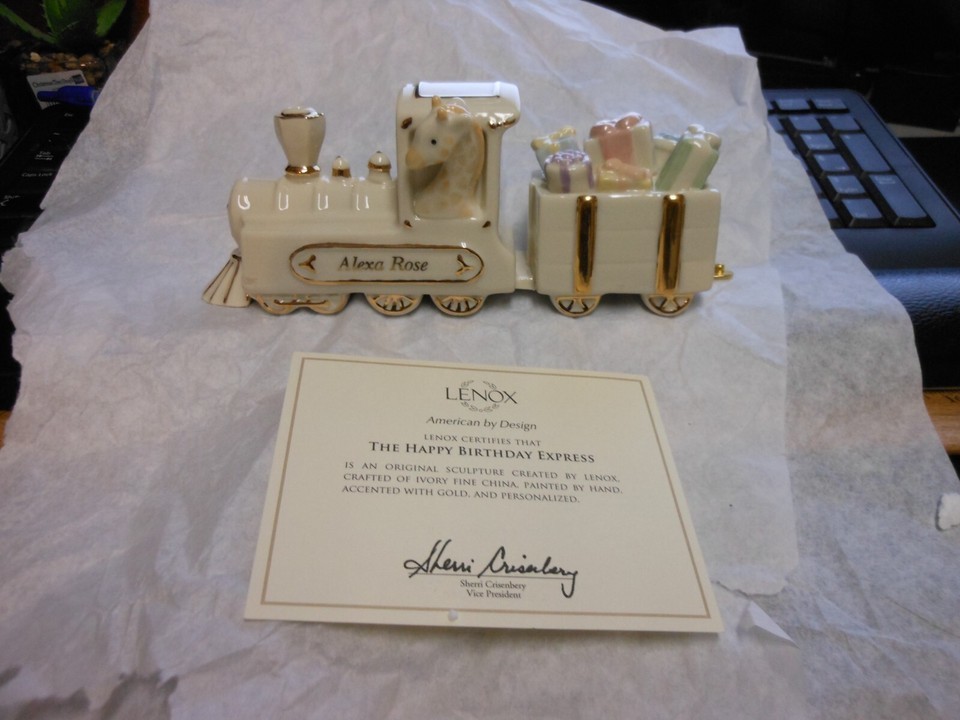 Alexa Rose
LENOX
American by Design
LENOX CERTIFIES THAT
THE HAPPY BIRTHDAY EXPRESS
IS AN ORIGINAL SCULPTURE CREATED BY LENOX,
CRAFTED OF IVORY FINE CHINA, PAINTED BY HAND,
ACCENTED WITH GOLD, AND PERSONALIZED.
Sherri Crisenbery
Sherri Crisenbery
Vice President
Caps Lock